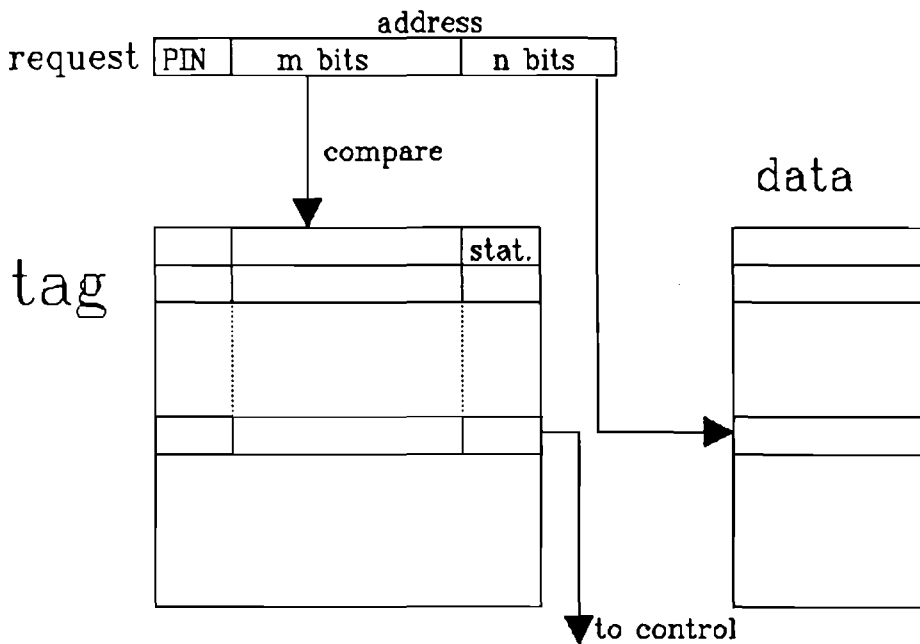 address
request PIN m bits n bits
compare
data
stat.
tag
to control